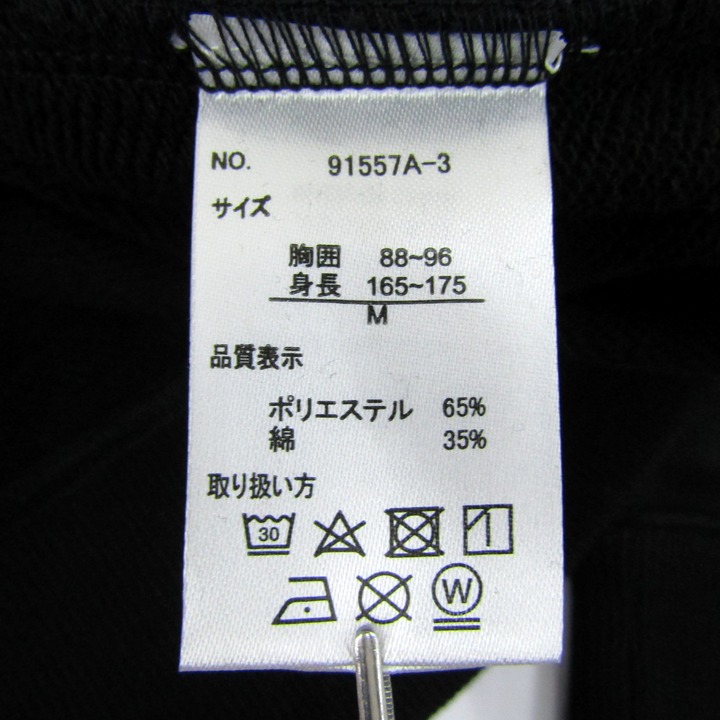 NO. 91557A-3
サイズ
胸囲 88~96
身長 165~175
M
品質表示
ポリエステル 65%
綿 35%
取り扱い方
30
W